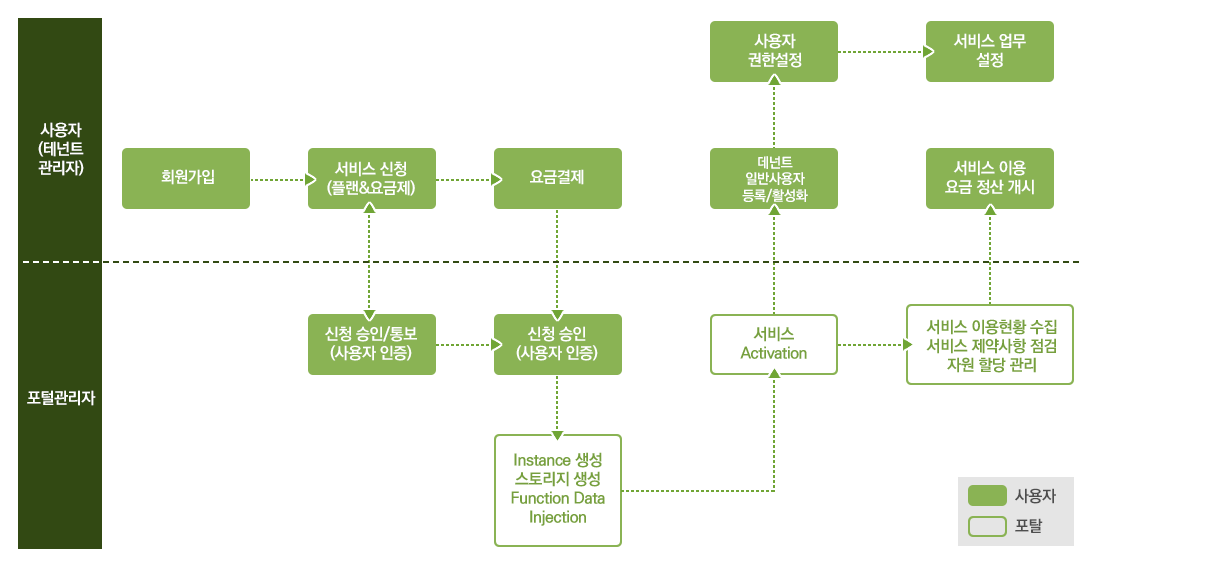 사용자
(테넌트
관리자)
회원가입
서비스 신청
(플랜&요금제)
요금결제
사용자
권한설정
서비스 업무
설정
데넌트
일반사용자
등록/활성화
서비스 이용
요금 정산 개시
포털관리자
신청 승인/통보
(사용자 인증)
신청 승인
(사용자 인증)
서비스
Activation
서비스 이용현황 수집
서비스 제약사항 점검
자원 할당 관리
Instance 생성
스토리지 생성
Function Data
Injection
사용자
포탈